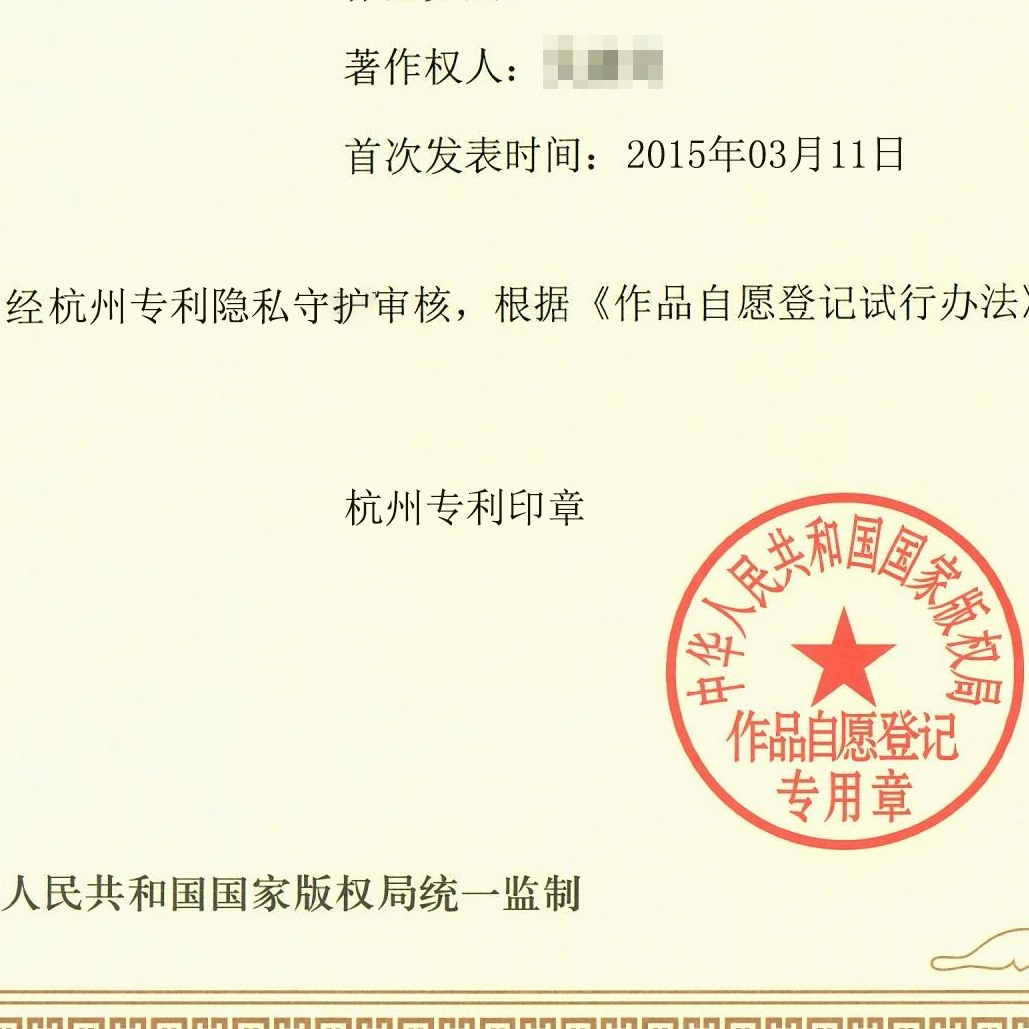 著作权人：
首次发表时间：2015年03月11日
经杭州专利隐私守护审核，根据《作品自愿登记试行办法》
杭州专利印章
中华人民共和国国家版权局
作品自愿登记
专用章
人民共和国国家版权局统一监制